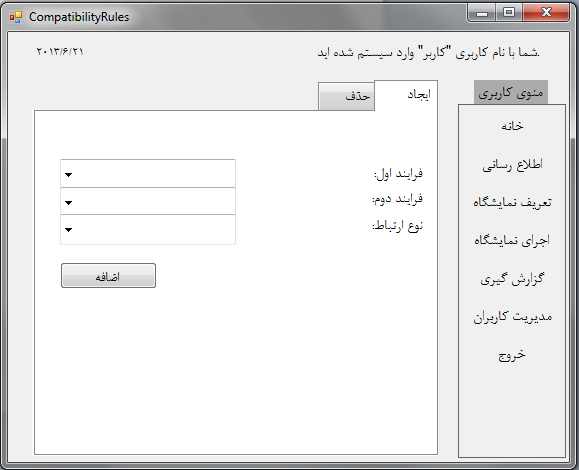 CompatibilityRules
شما با نام کاربری "کاربر" وارد سیستم شده اید.
۲۰۱۳/۶/۲۱
منوی کاربری
خانه
اطلاع رسانی
تعریف نمایشگاه
اجرای نمایشگاه
گزارش گیری
مدیریت کاربران
خروج
ایجاد
حذف
فرایند اول:
فرایند دوم:
نوع ارتباط:
اضافه